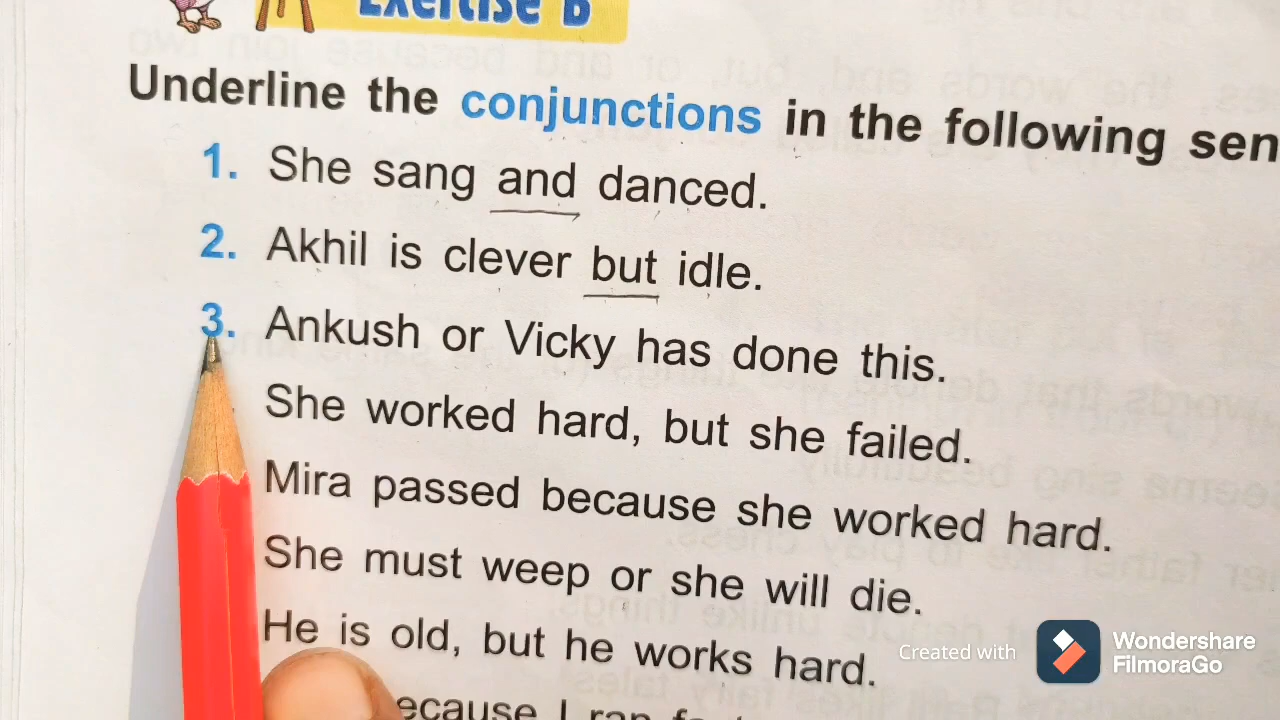 Exercise B
Underline the conjunctions in the following sen
1. She sang and danced.
2. Akhil is clever but idle.
3. Ankush or Vicky has done this.
She worked hard, but she failed.
Mira passed because she worked hard.
She must weep or she will die.
He is old, but he works hard.
ecause I ran
Created with Wondershare FilmoraGo